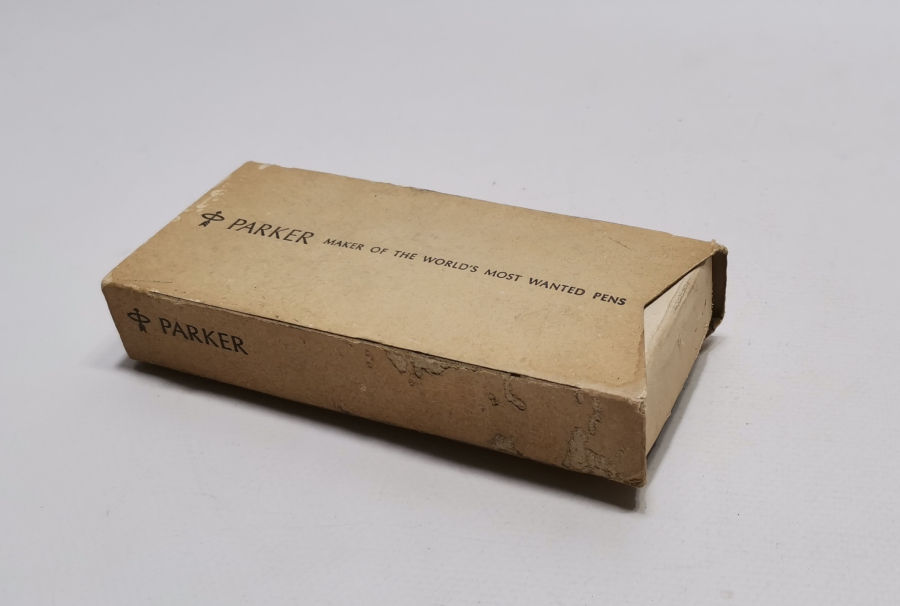 PARKER MAKER OF THE WORLD'S MOST WANTED PENS
PARKER